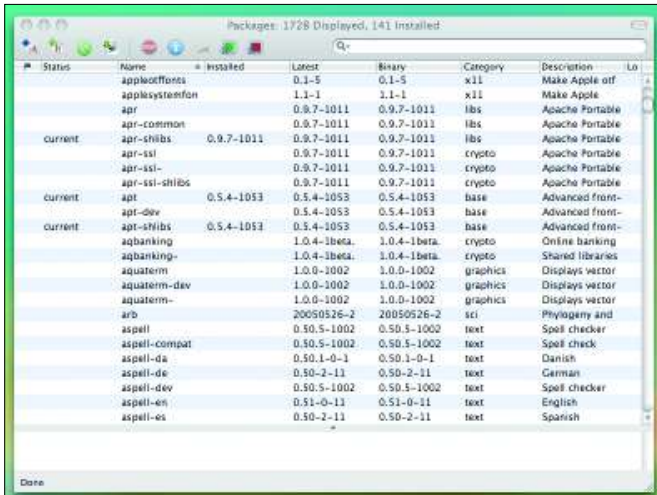 Packages: 1728 Displayed, 141 Installed
Status Name Installed Latest Binary Category Description Lo
appleotffonts 0.1-5 0.1-5 x11 Make Apple otf
applesystemfon 1.1-1 1.1-1 x11 Make Apple
apr 0.9.7-1011 0.9.7-1011 libs Apache Portable
apr-common 0.9.7-1011 0.9.7-1011 libs Apache Portable
current apr-shlibs 0.9.7-1011 0.9.7-1011 0.9.7-1011 libs Apache Portable
apr-ssl 0.9.7-1011 0.9.7-1011 crypto Apache Portable
apr-ssl- 0.9.7-1011 0.9.7-1011 crypto Apache Portable
apr-ssl-shlibs 0.9.7-1011 0.9.7-1011 crypto Apache Portable
current apt 0.5.4-1053 0.5.4-1053 0.5.4-1053 base Advanced front-
apt-dev 0.5.4-1053 0.5.4-1053 base Advanced front-
current apt-shlibs 0.5.4-1053 0.5.4-1053 0.5.4-1053 base Advanced front-
aqbanking 1.0.4-1beta. 1.0.4-1beta. crypto Online banking
aqbanking- 1.0.4-1beta. 1.0.4-1beta. crypto Shared libraries
aquaterm 1.0.0-1002 1.0.0-1002 graphics Displays vector
aquaterm-dev 1.0.0-1002 1.0.0-1002 graphics Displays vector
aquaterm- 1.0.0-1002 1.0.0-1002 graphics Displays vector
arb 20050526-2 20050526-2 sci Phylogeny and
aspell 0.50.5-1002 0.50.5-1002 text Spell checker
aspell-compat 0.50.5-1002 0.50.5-1002 text Spell check
aspell-da 0.50.1-0-1 0.50.1-0-1 text Danish
aspell-de 0.50-2-11 0.50-2-11 text German
aspell-dev 0.50.5-1002 0.50.5-1002 text Spell checker
aspell-en 0.51-0-11 0.51-0-11 text English
aspell-es 0.50-2-11 0.50-2-11 text Spanish
Done